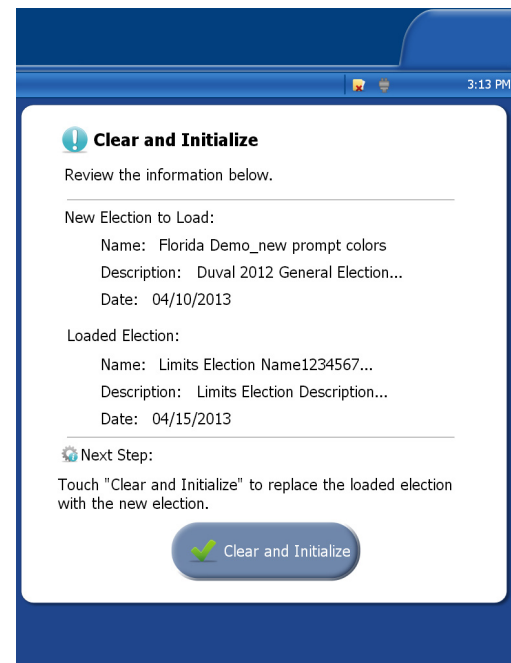 3:13 PM
Clear and Initialize
Review the information below.
New Election to Load:
Name: Florida Demo_new prompt colors
Description: Duval 2012 General Election...
Date: 04/10/2013
Loaded Election:
Name: Limits Election Name1234567...
Description: Limits Election Description...
Date: 04/15/2013
Next Step:
Touch "Clear and Initialize" to replace the loaded election
with the new election.
Clear and Initialize